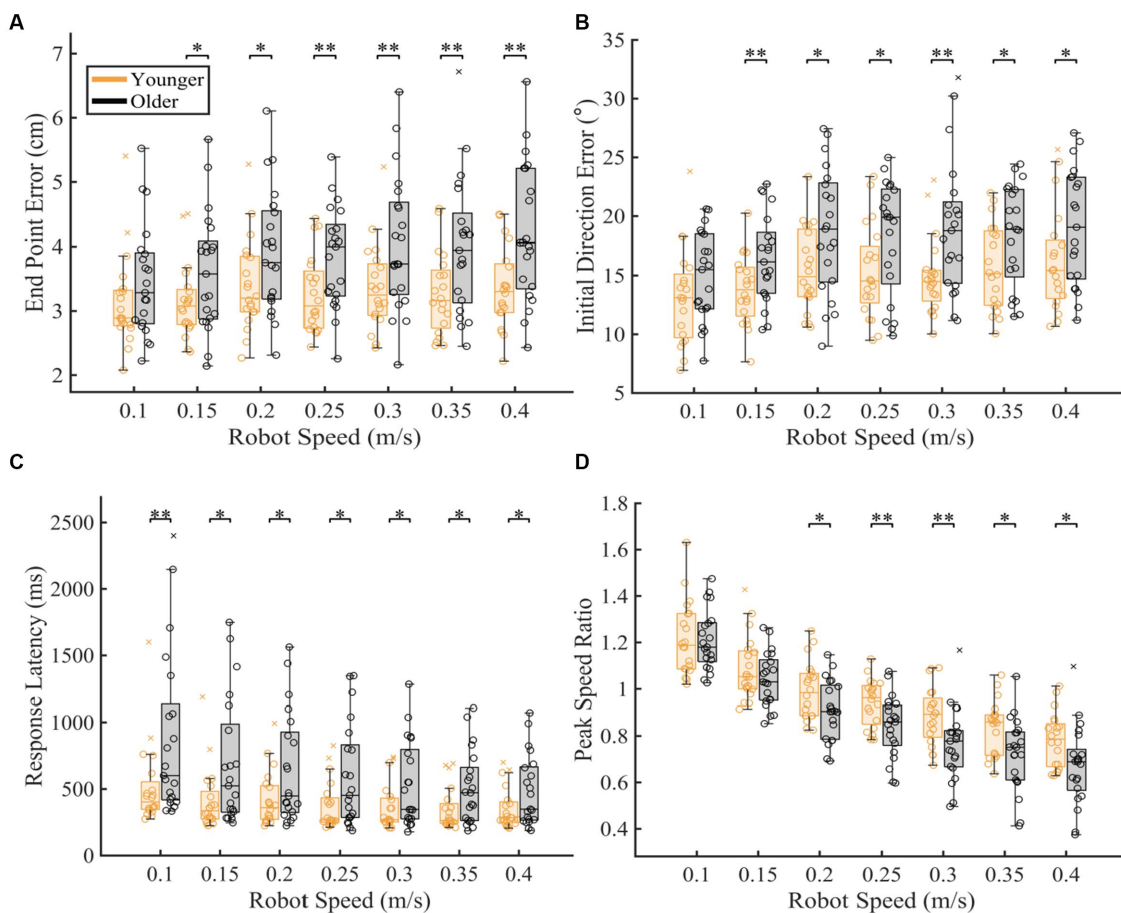 A
End Point Error (cm)
7
6
5
4
3
2
Younger
Older
* * ** ** ** **
0.1 0.15 0.2 0.25 0.3 0.35 0.4
Robot Speed (m/s)
B
Initial Direction Error (°)
35
30
25
20
15
10
5
** * * ** * *
0.1 0.15 0.2 0.25 0.3 0.35 0.4
Robot Speed (m/s)
C
Response Latency (ms)
2500
2000
1500
1000
500
0
** * * * * * *
0.1 0.15 0.2 0.25 0.3 0.35 0.4
Robot Speed (m/s)
D
Peak Speed Ratio
1.8
1.6
1.4
1.2
1
0.8
0.6
0.4
* ** ** * *
0.1 0.15 0.2 0.25 0.3 0.35 0.4
Robot Speed (m/s)